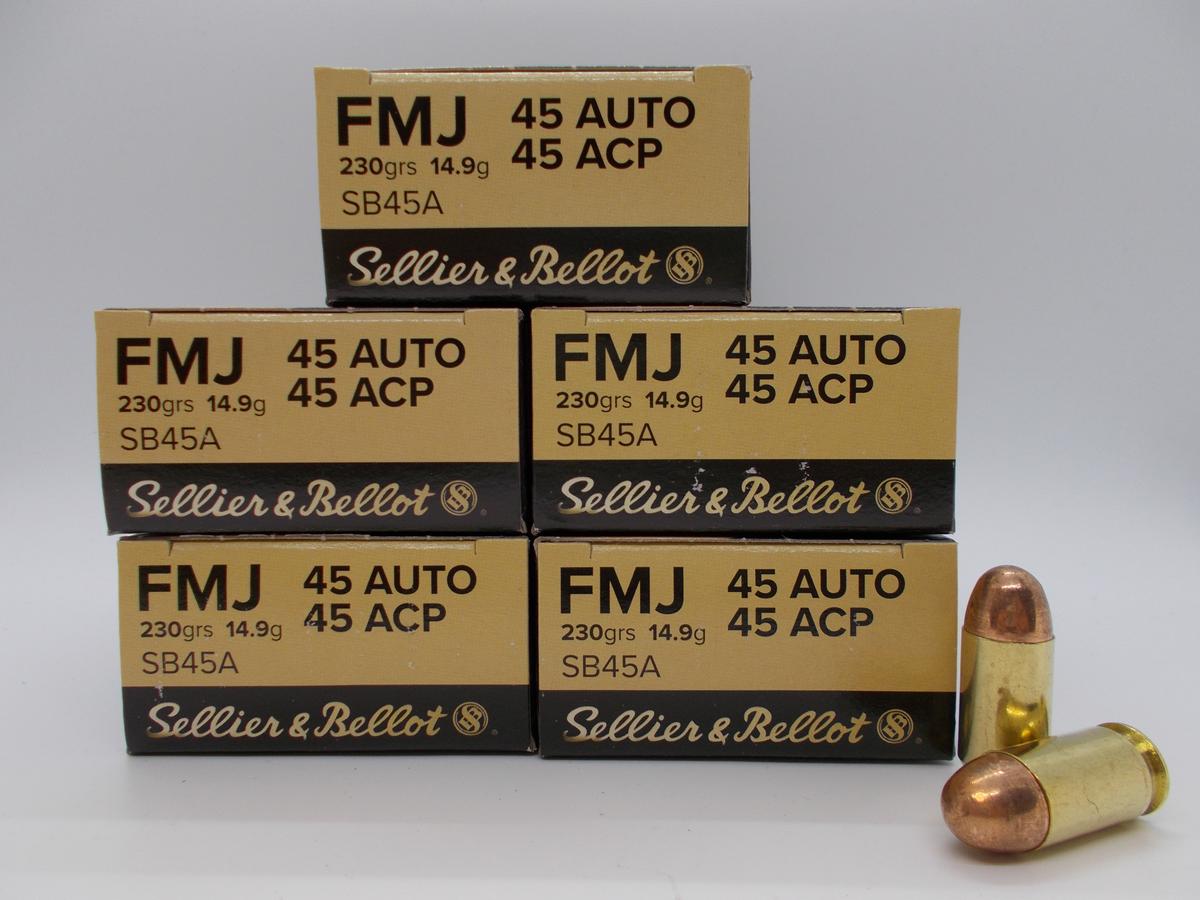 FMJ 45 AUTO
45 ACP
230grs 14.9g
SB45A
Sellier & Bellot
FMJ 45 AUTO
45 ACP
230grs 14.9g
SB45A
Sellier & Bellot
FMJ 45 AUTO
45 ACP
230grs 14.9g
SB45A
Sellier & Bellot
FMJ 45 AUTO
45 ACP
230grs 14.9g
SB45A
Sellier & Bellot
FMJ 45 AUTO
45 ACP
230grs 14.9g
SB45A
Sellier & Bellot